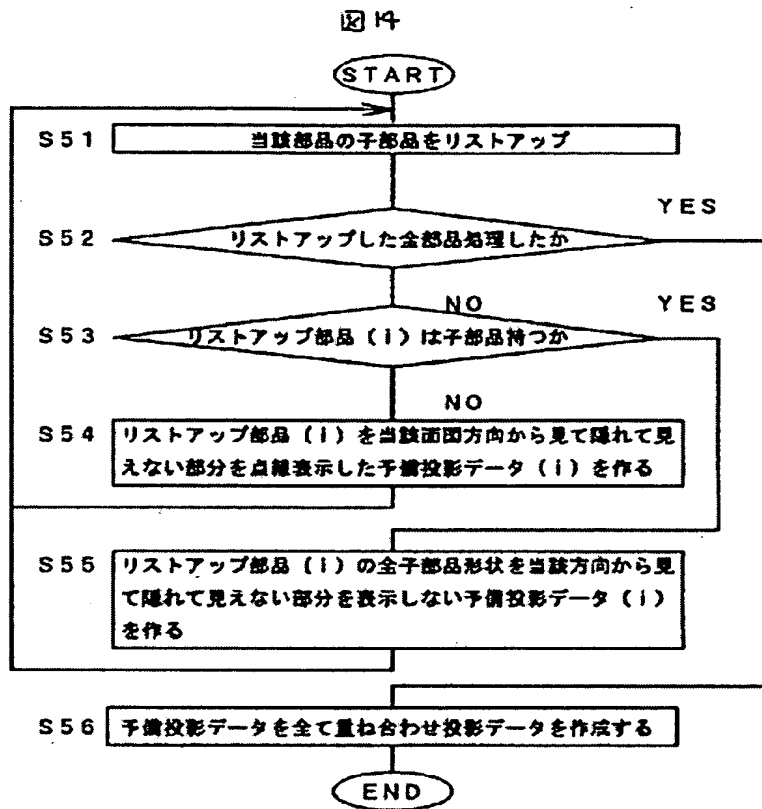 図14
START
S51 当該部品の子部品をリストアップ
YES
S52 リストアップした全部品処理したか
NO YES
S53 リストアップ部品(i)は子部品持つか
NO
S54 リストアップ部品(i)を当該面図方向から見て隠れて見
えない部分を点線表示した予備投影データ(i)を作る
S55 リストアップ部品(i)の全子部品形状を当該方向から見
て隠れて見えない部分を表示しない予備投影データ(i)
を作る
S56 予備投影データを全て重ね合わせ投影データを作成する
END